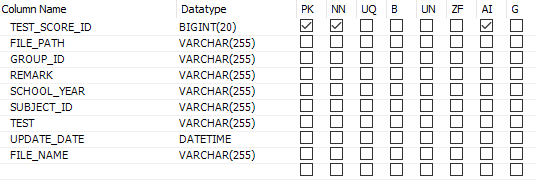 Column Name Datatype PK NN UQ B UN ZF AI G
TEST_SCORE_ID BIGINT(20)
FILE_PATH VARCHAR(255)
GROUP_ID VARCHAR(255)
REMARK VARCHAR(255)
SCHOOL_YEAR VARCHAR(255)
SUBJECT_ID VARCHAR(255)
TEST VARCHAR(255)
UPDATE_DATE DATETIME
FILE_NAME VARCHAR(255)